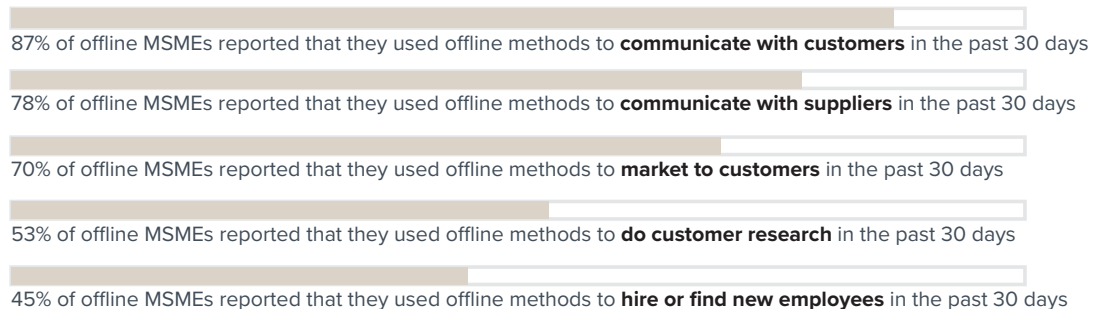 87% of offline MSMEs reported that they used offline methods to communicate with customers in the past 30 days
78% of offline MSMEs reported that they used offline methods to communicate with suppliers in the past 30 days
70% of offline MSMEs reported that they used offline methods to market to customers in the past 30 days
53% of offline MSMEs reported that they used offline methods to do customer research in the past 30 days
45% of offline MSMEs reported that they used offline methods to hire or find new employees in the past 30 days